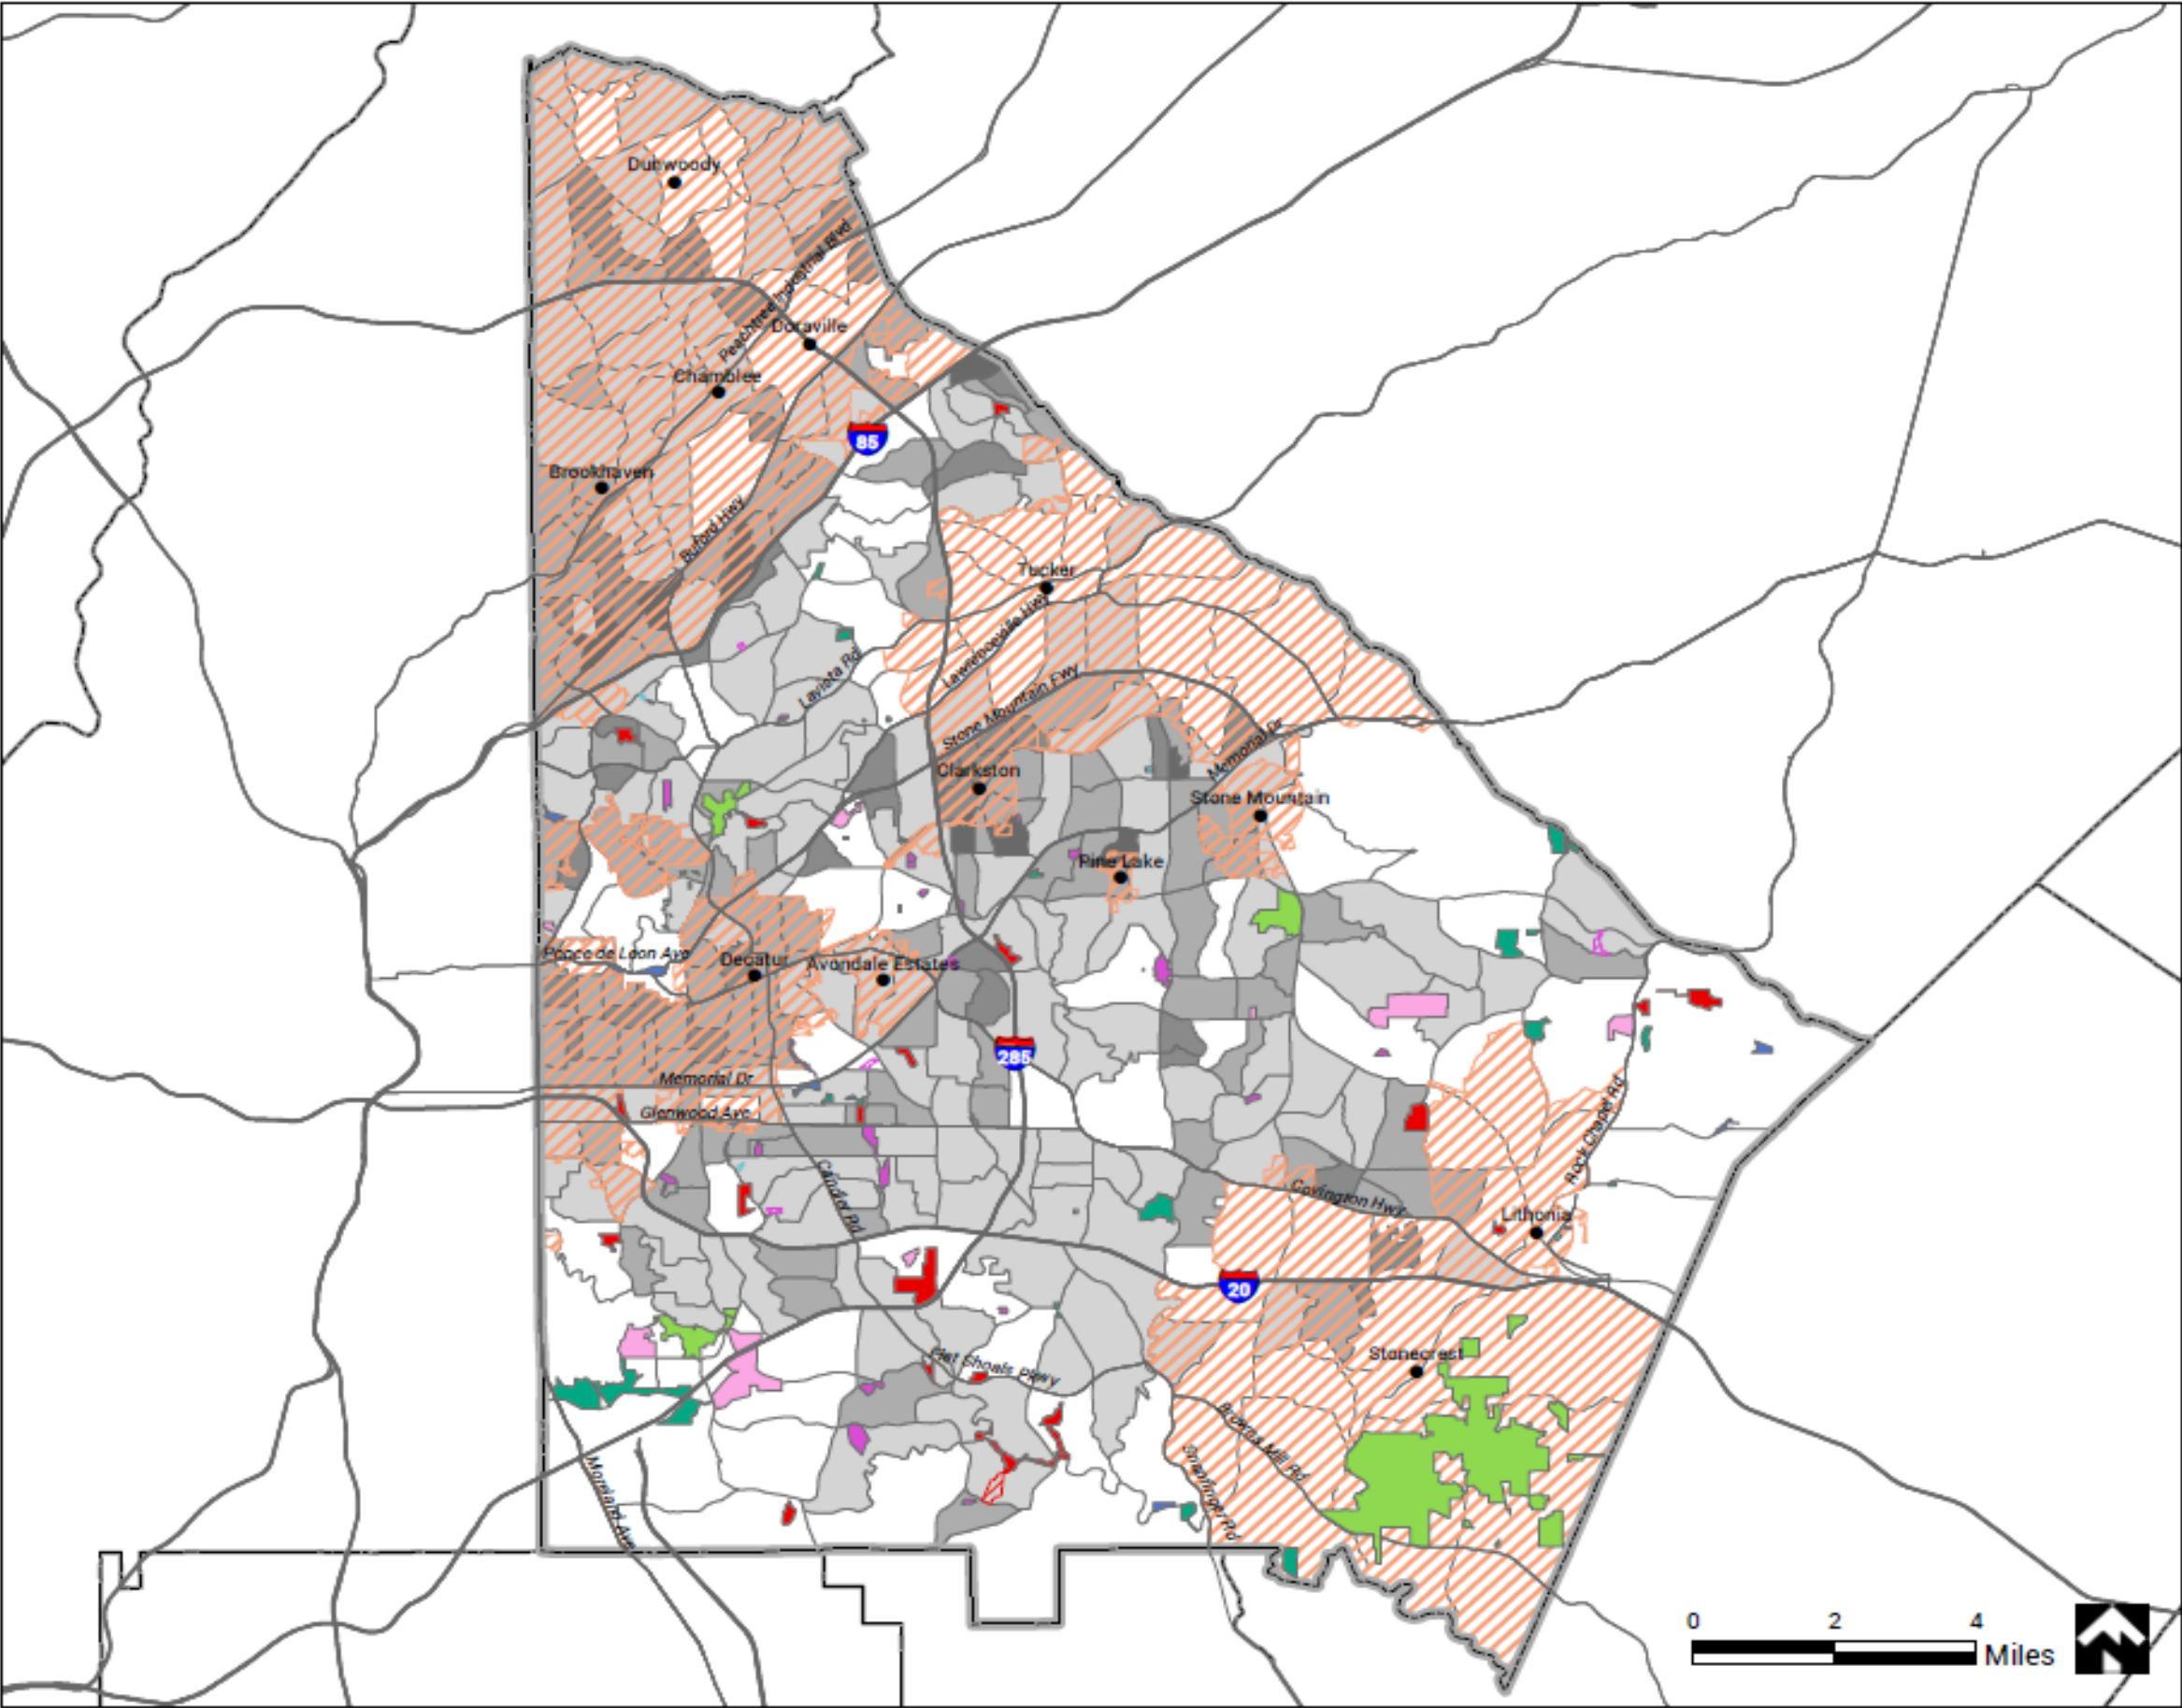 Dunwoody
Peachtree Industrial Blvd
Doraville
Chamblee
85
Brookhaven
Buford Hwy
Tucker
Lawrenceville Hwy
Lavista Rd
Stone Mountain Fwy
Memorial Dr
Clarkston
Stone Mountain
Pine Lake
Ponce de Leon Ave
Decatur
Avondale Estates
285
Memorial Dr
Glenwood Ave
Rock Chapel Rd
Candler Rd
Covington Hwy
Lithonia
20
Flat Shoals Pkwy
Stonecrest
Browns Mill Rd
Snapfinger Rd
Moreland Ave
0 2 4
Miles